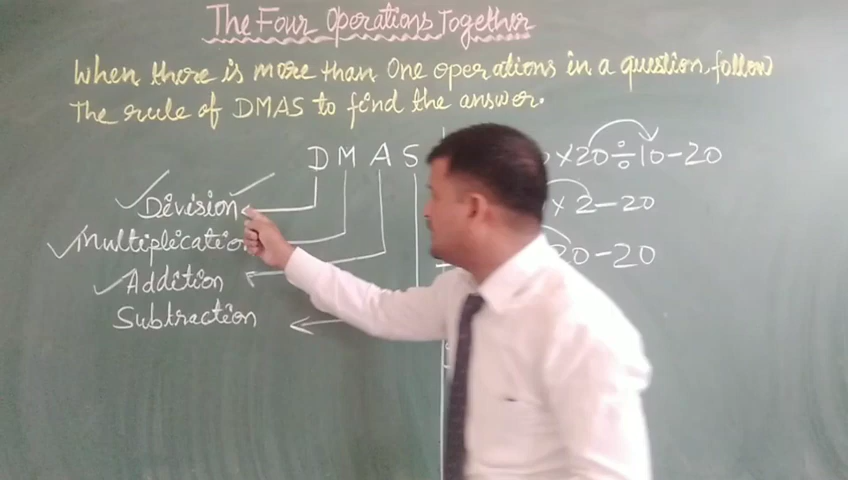 The Four Operations Together
When there is more than One operations in a question, follow
The rule of DMAS to find the answer.
D M A S
Division
Multiplication
Addition
Subtraction
× 20 ÷ 10 - 20
× 2 - 20
20 - 20